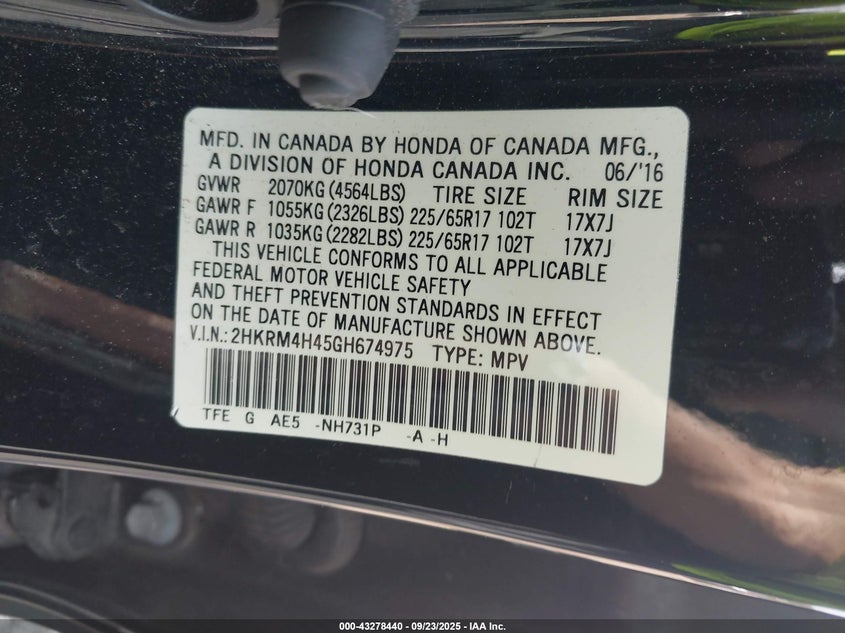 MFD. IN CANADA BY HONDA OF CANADA MFG.,
A DIVISION OF HONDA CANADA INC. 06/'16
GVWR 2070KG (4564LBS) TIRE SIZE RIM SIZE
GAWR F 1055KG (2326LBS) 225/65R17 102T 17X7J
GAWR R 1035KG (2282LBS) 225/65R17 102T 17X7J
THIS VEHICLE CONFORMS TO ALL APPLICABLE
FEDERAL MOTOR VEHICLE SAFETY
AND THEFT PREVENTION STANDARDS IN EFFECT
ON THE DATE OF MANUFACTURE SHOWN ABOVE.
V.I.N.: 2HKRM4H45GH674975 TYPE: MPV
TFE G AE5 -NH731P -A -H
000-43278440 - 09/23/2025 - IAA Inc.